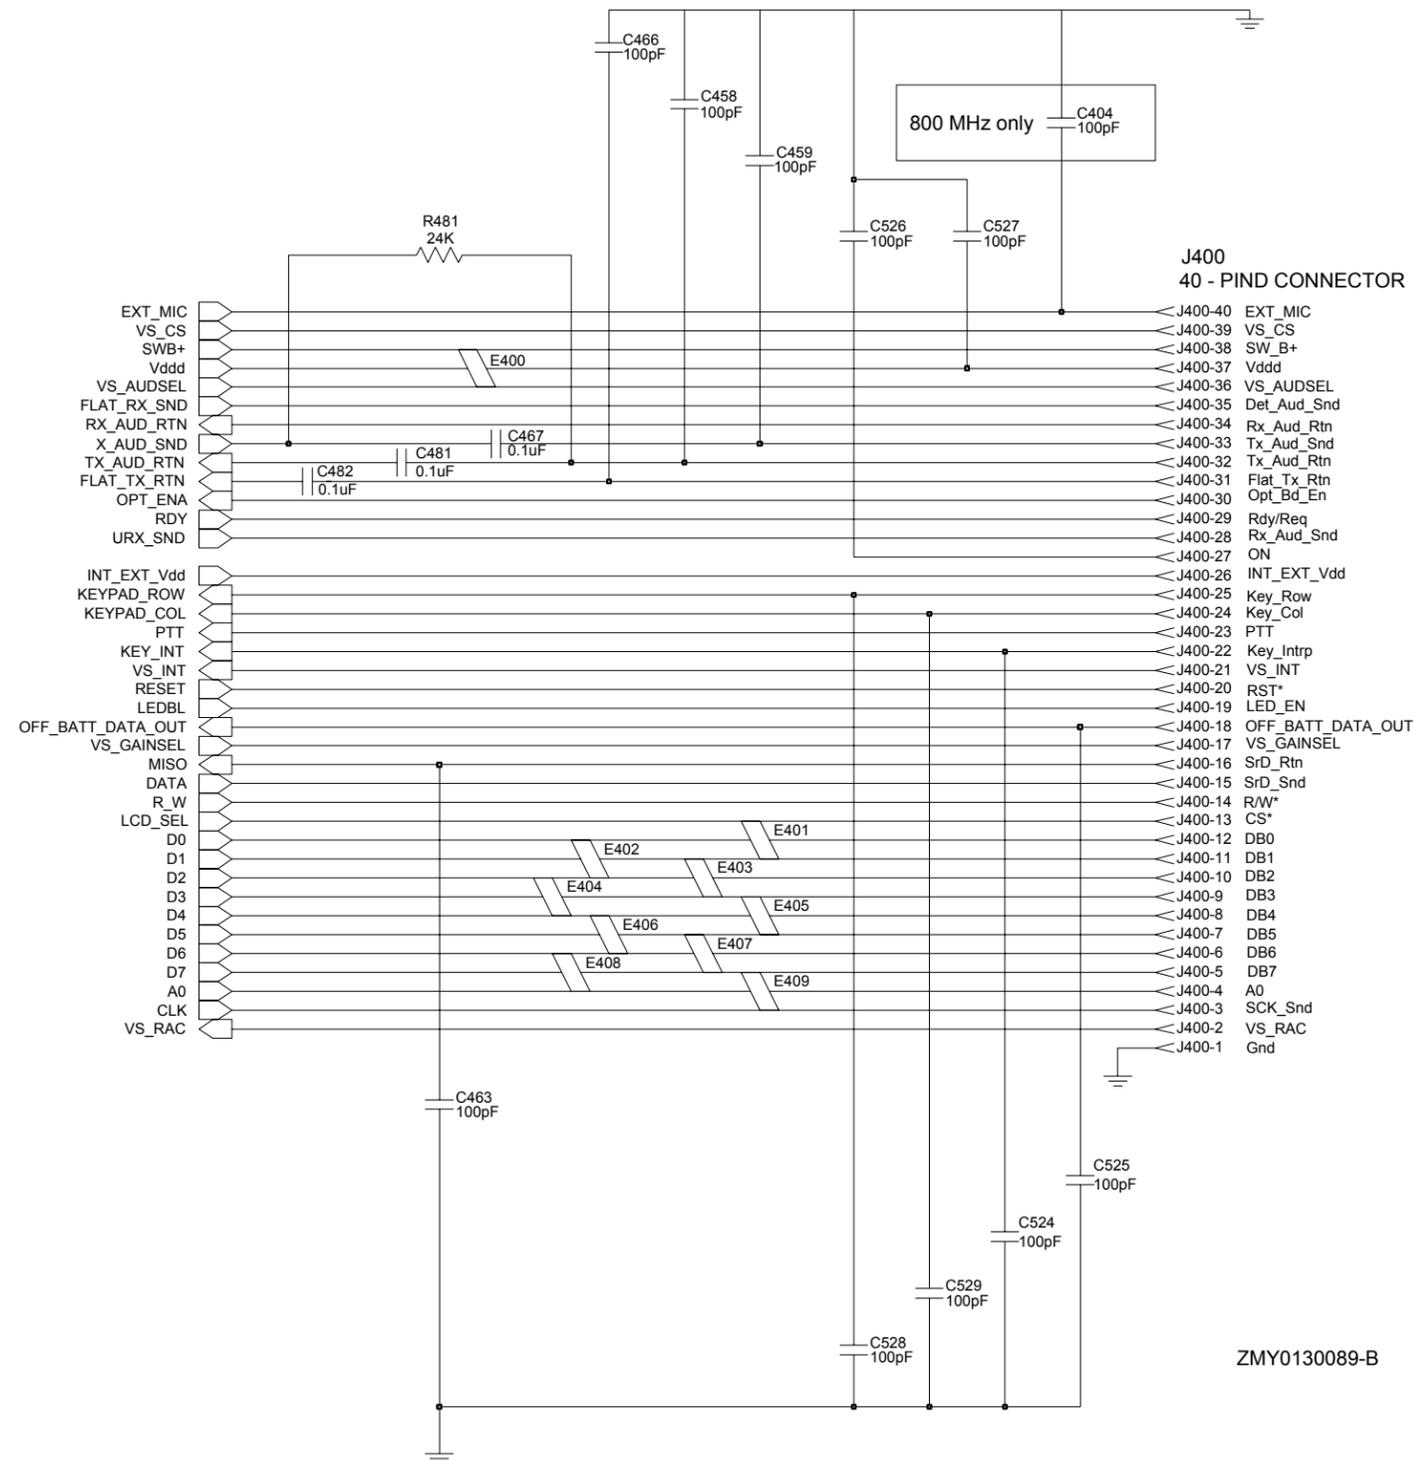 C466
100pF
C458
100pF
C459
100pF
800 MHz only
C404
100pF
C526
100pF
C527
100pF
R481
24K
J400
40 - PIND CONNECTOR
EXT_MIC
J400-40 EXT_MIC
VS_CS
J400-39 VS_CS
SWB+
J400-38 SW_B+
Vddd
E400
J400-37 Vddd
VS_AUDSEL
J400-36 VS_AUDSEL
FLAT_RX_SND
J400-35 Det_Aud_Snd
RX_AUD_RTN
J400-34 Rx_Aud_Rtn
X_AUD_SND
C467
0.1uF
J400-33 Tx_Aud_Snd
TX_AUD_RTN
C481
0.1uF
J400-32 Tx_Aud_Rtn
FLAT_TX_RTN
C482
0.1uF
J400-31 Flat_Tx_Rtn
OPT_ENA
J400-30 Opt_Bd_En
RDY
J400-29 Rdy/Req
URX_SND
J400-28 Rx_Aud_Snd
J400-27 ON
INT_EXT_Vdd
J400-26 INT_EXT_Vdd
KEYPAD_ROW
J400-25 Key_Row
KEYPAD_COL
J400-24 Key_Col
PTT
J400-23 PTT
KEY_INT
J400-22 Key_Intrp
VS_INT
J400-21 VS_INT
RESET
J400-20 RST*
LEDBL
J400-19 LED_EN
OFF_BATT_DATA_OUT
J400-18 OFF_BATT_DATA_OUT
VS_GAINSEL
J400-17 VS_GAINSEL
MISO
J400-16 SrD_Rtn
DATA
J400-15 SrD_Snd
R_W
J400-14 R/W*
LCD_SEL
J400-13 CS*
D0
E401
J400-12 DB0
D1
E402
J400-11 DB1
D2
E403
J400-10 DB2
D3
E404
J400-9 DB3
D4
E405
J400-8 DB4
D5
E406
J400-7 DB5
D6
E407
J400-6 DB6
D7
E408
J400-5 DB7
A0
E409
J400-4 A0
CLK
J400-3 SCK_Snd
VS_RAC
J400-2 VS_RAC
J400-1 Gnd
C463
100pF
C525
100pF
C524
100pF
C529
100pF
C528
100pF
ZMY0130089-B